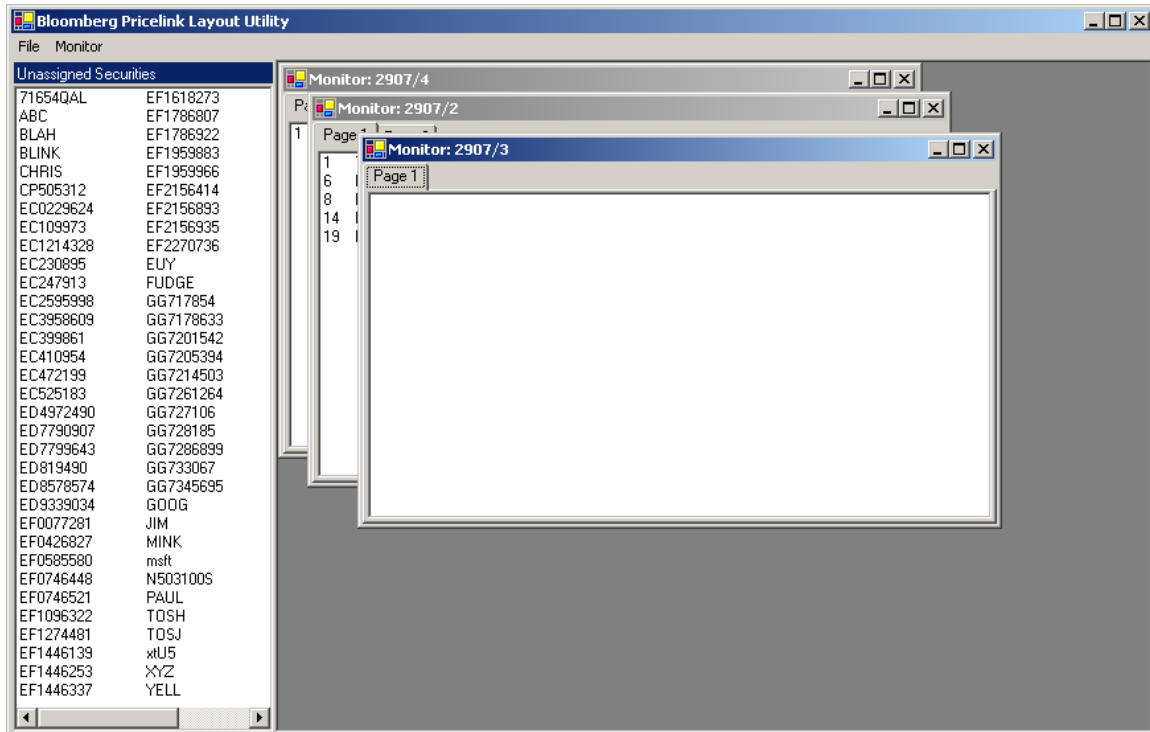 Bloomberg Pricelink Layout Utility
File Monitor
Unassigned Securities
71654QAL EF1618273
ABC EF1786807
BLAH EF1786922
BLINK EF1959883
CHRIS EF1959966
CP505312 EF2156414
EC0229624 EF2156893
EC109973 EF2156935
EC1214328 EF2270736
EC230895 EUY
EC247913 FUDGE
EC2595998 GG717854
EC3958609 GG7178633
EC399861 GG7201542
EC410954 GG7205394
EC472199 GG7214503
EC525183 GG7261264
ED4972490 GG727106
ED7790907 GG728185
ED7799643 GG7286899
ED819490 GG733067
ED8578574 GG7345695
ED9339034 GOOG
EF0077281 JIM
EF0426827 MINK
EF0585580 msft
EF0746448 N503100S
EF0746521 PAUL
EF1096322 TOSH
EF1274481 TOSJ
EF1446139 xtU5
EF1446253 XYZ
EF1446337 YELL
Monitor: 2907/4
1
Monitor: 2907/2
Page 1
1
6
8
14
19
Monitor: 2907/3
Page 1